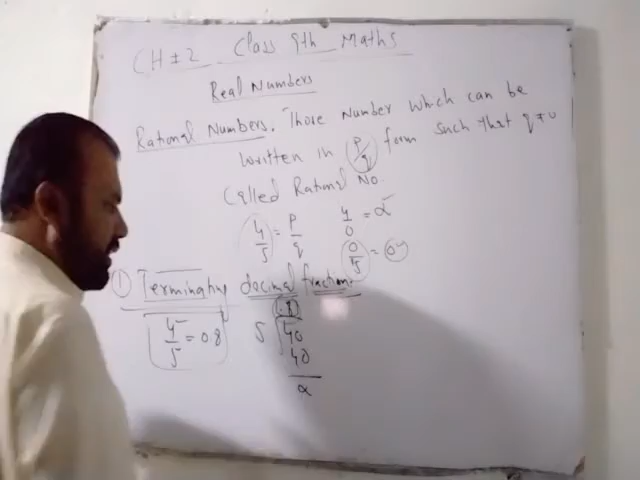 CH # 2 Class 9th Maths
Real Numbers
Rational Numbers. Those Number which can be
written in p/q form such that q ≠ 0
Called Rational No.
4/5 = p/q 4/0 = α
0/5 = 0
① Terminating decimal fraction.
4/5 = 0.8 5 40 .8
40